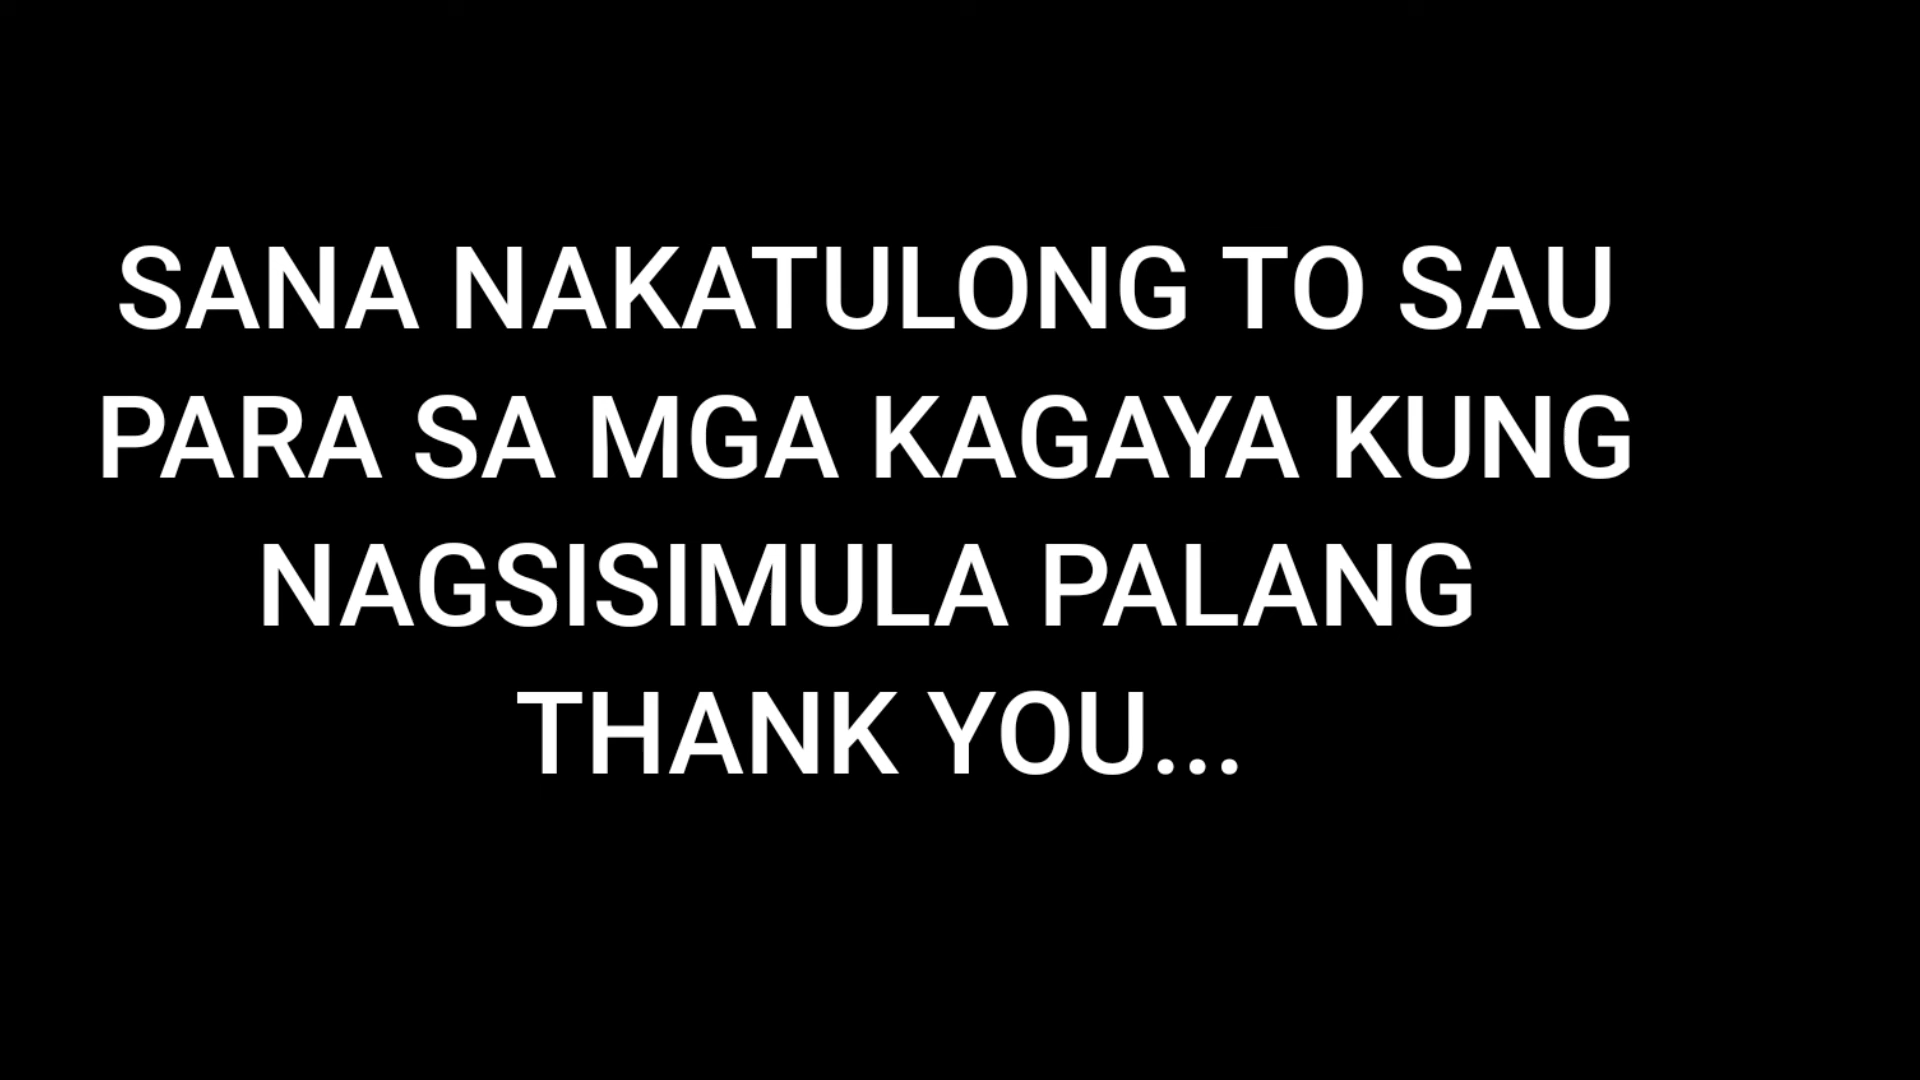 SANA NAKATULONG TO SAU
PARA SA MGA KAGAYA KUNG
NAGSISIMULA PALANG
THANK YOU...